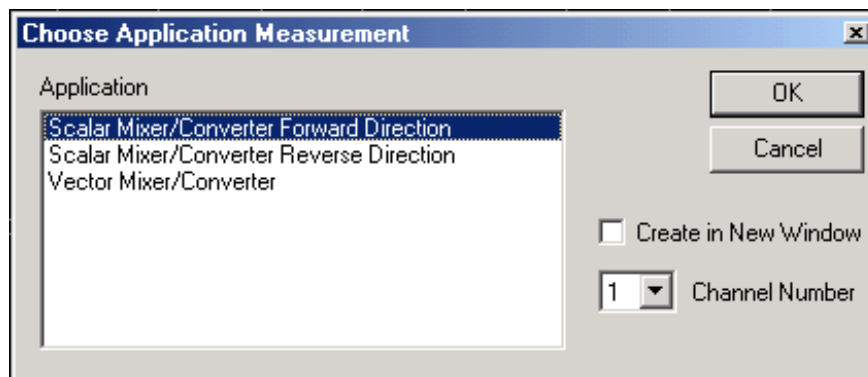 Choose Application Measurement
Application
Scalar Mixer/Converter Forward Direction
Scalar Mixer/Converter Reverse Direction
Vector Mixer/Converter
OK
Cancel
Create in New Window
1 Channel Number